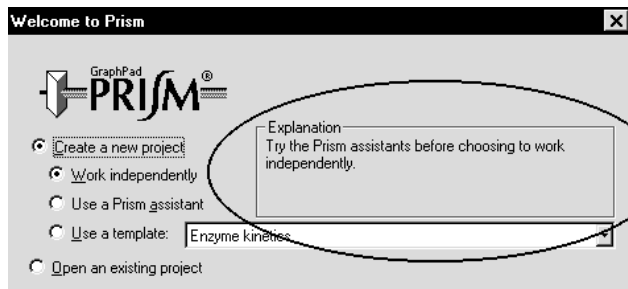 Welcome to Prism
GraphPad
PRISM®
Explanation
Try the Prism assistants before choosing to work
independently.
Create a new project
Work independently
Use a Prism assistant
Use a template: Enzyme kinetics
Open an existing project